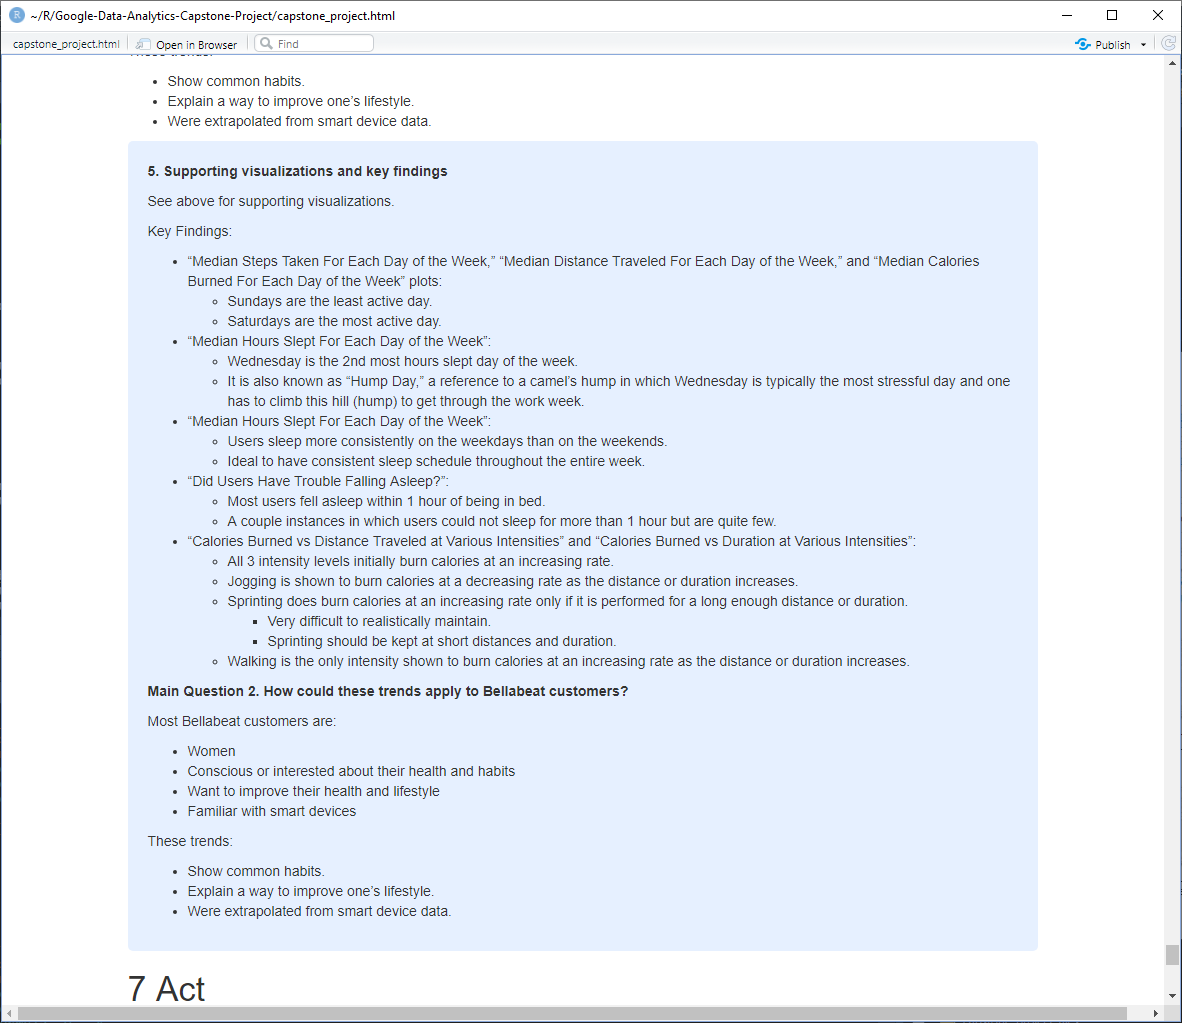 ~/R/Google-Data-Analytics-Capstone-Project/capstone_project.html
capstone_project.html
Open in Browser
Find
Publish
These trends:
Show common habits.
Explain a way to improve one’s lifestyle.
Were extrapolated from smart device data.
5. Supporting visualizations and key findings
See above for supporting visualizations.
Key Findings:
“Median Steps Taken For Each Day of the Week,” “Median Distance Traveled For Each Day of the Week,” and “Median Calories
Burned For Each Day of the Week” plots:
Sundays are the least active day.
Saturdays are the most active day.
“Median Hours Slept For Each Day of the Week”:
Wednesday is the 2nd most hours slept day of the week.
It is also known as “Hump Day,” a reference to a camel’s hump in which Wednesday is typically the most stressful day and one
has to climb this hill (hump) to get through the work week.
“Median Hours Slept For Each Day of the Week”:
Users sleep more consistently on the weekdays than on the weekends.
Ideal to have consistent sleep schedule throughout the entire week.
“Did Users Have Trouble Falling Asleep?”:
Most users fell asleep within 1 hour of being in bed.
A couple instances in which users could not sleep for more than 1 hour but are quite few.
“Calories Burned vs Distance Traveled at Various Intensities” and “Calories Burned vs Duration at Various Intensities”:
All 3 intensity levels initially burn calories at an increasing rate.
Jogging is shown to burn calories at a decreasing rate as the distance or duration increases.
Sprinting does burn calories at an increasing rate only if it is performed for a long enough distance or duration.
Very difficult to realistically maintain.
Sprinting should be kept at short distances and duration.
Walking is the only intensity shown to burn calories at an increasing rate as the distance or duration increases.
Main Question 2. How could these trends apply to Bellabeat customers?
Most Bellabeat customers are:
Women
Conscious or interested about their health and habits
Want to improve their health and lifestyle
Familiar with smart devices
These trends:
Show common habits.
Explain a way to improve one’s lifestyle.
Were extrapolated from smart device data.
7 Act